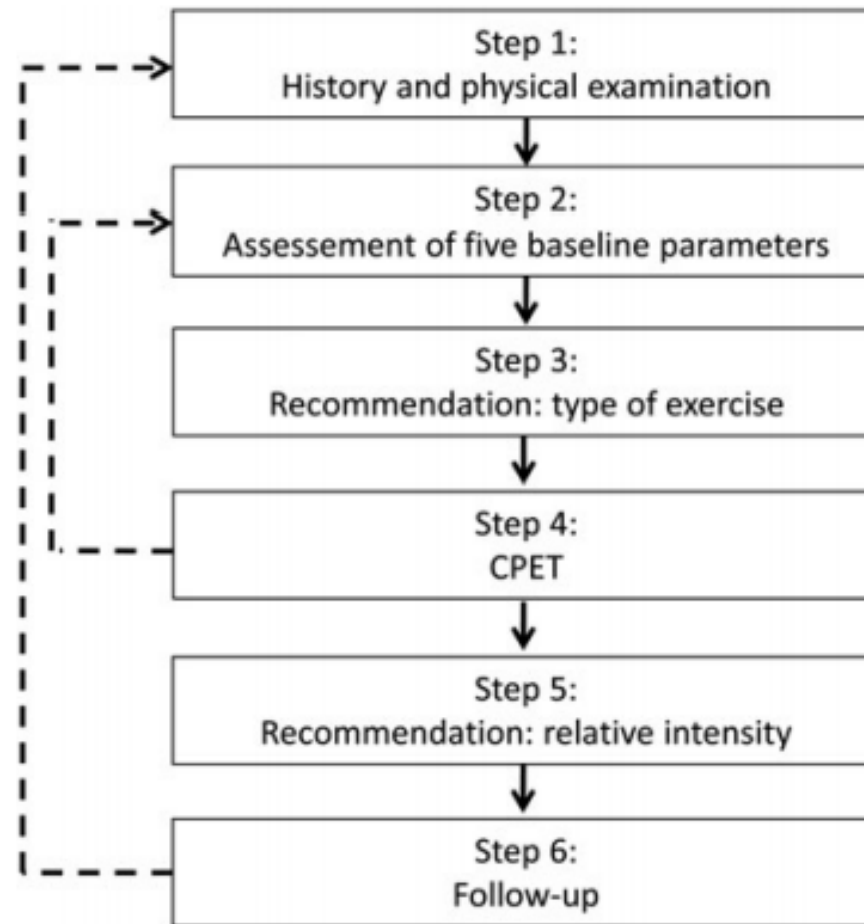 Step 1:
History and physical examination
Step 2:
Assessement of five baseline parameters
Step 3:
Recommendation: type of exercise
Step 4:
CPET
Step 5:
Recommendation: relative intensity
Step 6:
Follow-up